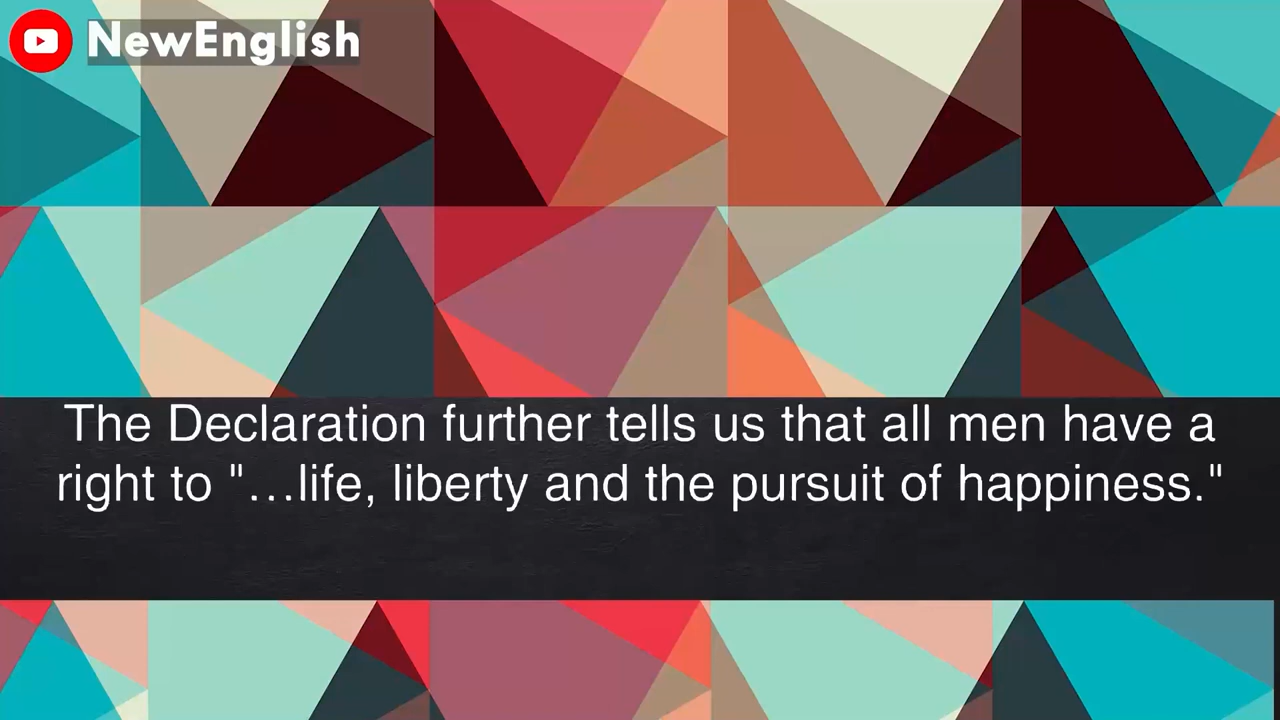 NewEnglish
The Declaration further tells us that all men have a
right to "…life, liberty and the pursuit of happiness."